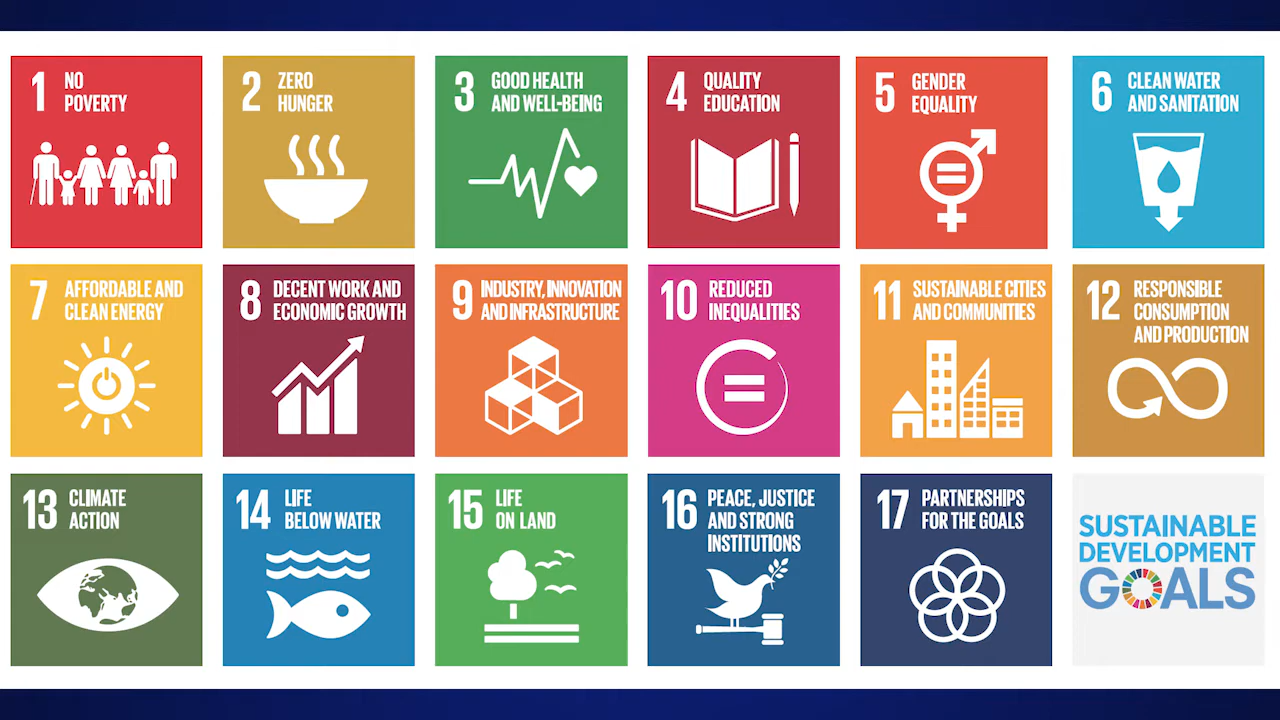 1 NO
POVERTY
2 ZERO
HUNGER
3 GOOD HEALTH
AND WELL-BEING
4 QUALITY
EDUCATION
5 GENDER
EQUALITY
6 CLEAN WATER
AND SANITATION
7 AFFORDABLE AND
CLEAN ENERGY
8 DECENT WORK AND
ECONOMIC GROWTH
9 INDUSTRY, INNOVATION
AND INFRASTRUCTURE
10 REDUCED
INEQUALITIES
11 SUSTAINABLE CITIES
AND COMMUNITIES
12 RESPONSIBLE
CONSUMPTION
AND PRODUCTION
13 CLIMATE
ACTION
14 LIFE
BELOW WATER
15 LIFE
ON LAND
16 PEACE, JUSTICE
AND STRONG
INSTITUTIONS
17 PARTNERSHIPS
FOR THE GOALS
SUSTAINABLE
DEVELOPMENT
GOALS